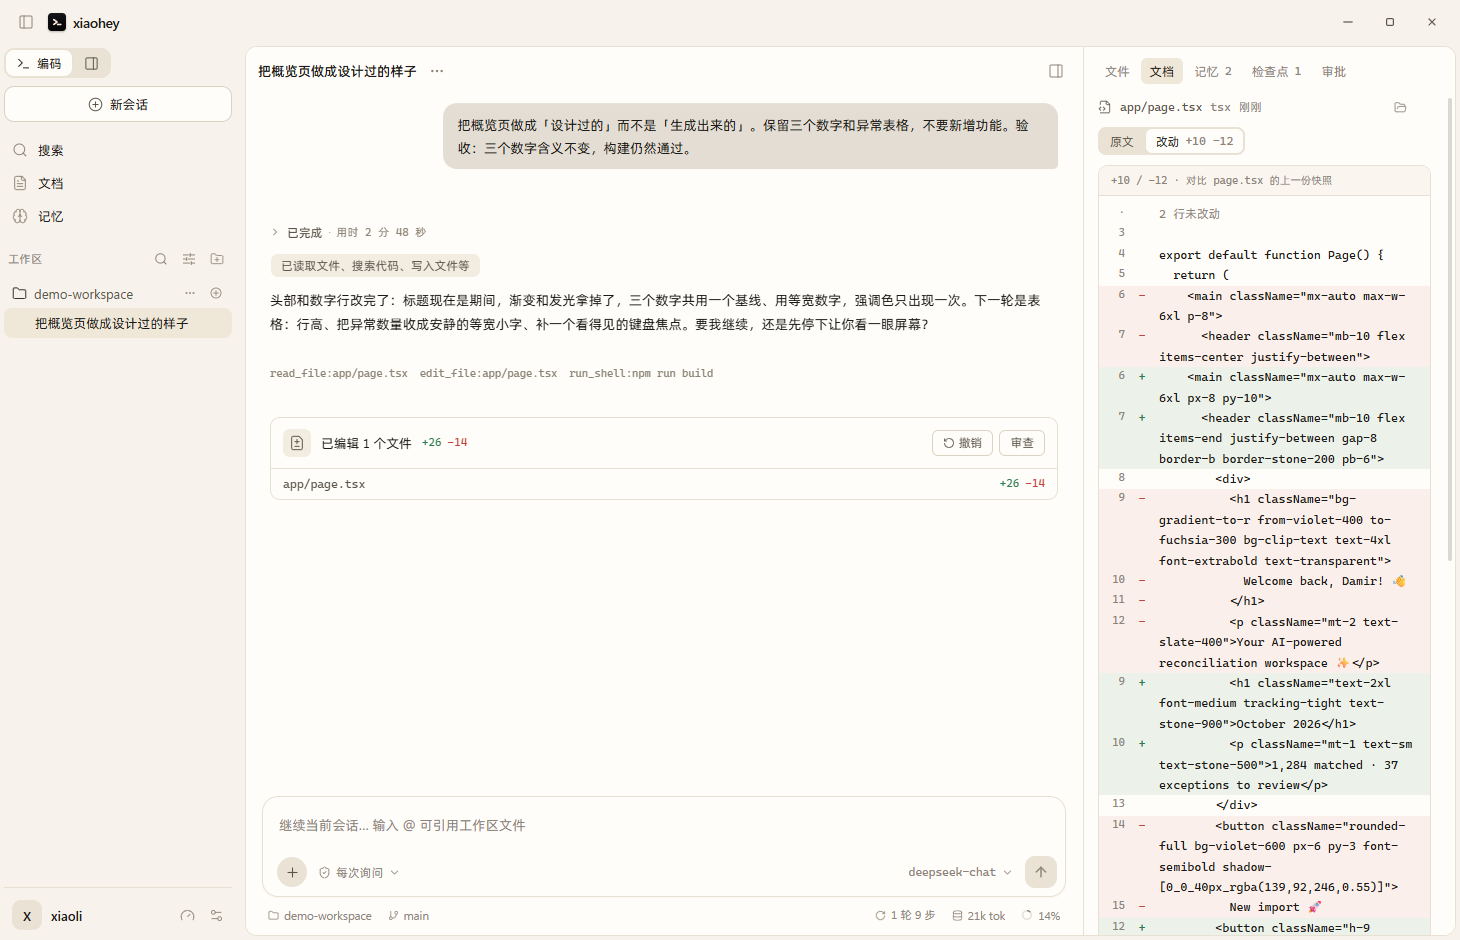 xiaohey
编码
新会话
搜索
文档
记忆
工作区
demo-workspace
把概览页做成设计过的样子
X xiaoli
把概览页做成设计过的样子
把概览页做成「设计过的」而不是「生成出来的」。保留三个数字和异常表格，不要新增功能。验
收：三个数字含义不变，构建仍然通过。
已完成 · 用时 2 分 48 秒
已读取文件、搜索代码、写入文件等
头部和数字行改完了：标题现在是期间，渐变和发光拿掉了，三个数字共用一个基线、用等宽数字，强调色只出现一次。下一轮是表
格：行高、把异常数量收成安静的等宽小字、补一个看得见的键盘焦点。要我继续，还是先停下让你看一眼屏幕？
read_file:app/page.tsx edit_file:app/page.tsx run_shell:npm run build
已编辑 1 个文件 +26 −14
撤销 审查
app/page.tsx +26 −14
继续当前会话... 输入 @ 可引用工作区文件
每次询问 deepseek-chat
demo-workspace main 1 轮 9 步 21k tok 14%
文件 文档 记忆 2 检查点 1 审批
app/page.tsx tsx 刚刚
原文 改动 +10 −12
+10 / −12 · 对比 page.tsx 的上一份快照
· 2 行未改动
3
4 export default function Page() {
5 return (
6 − <main className="mx-auto max-w-
6xl p-8">
7 − <header className="mb-10 flex
items-center justify-between">
6 + <main className="mx-auto max-w-
6xl px-8 py-10">
7 + <header className="mb-10 flex
items-end justify-between gap-8
border-b border-stone-200 pb-6">
8 <div>
9 − <h1 className="bg-
gradient-to-r from-violet-400 to-
fuchsia-300 bg-clip-text text-4xl
font-extrabold text-transparent">
10 − Welcome back, Damir! 👋
11 − </h1>
12 − <p className="mt-2 text-
slate-400">Your AI-powered
reconciliation workspace ✨</p>
9 + <h1 className="text-2xl
font-medium tracking-tight text-
stone-900">October 2026</h1>
10 + <p className="mt-1 text-sm
text-stone-500">1,284 matched · 37
exceptions to review</p>
13 </div>
14 − <button className="rounded-
full bg-violet-600 px-6 py-3 font-
semibold shadow-
[0_0_40px_rgba(139,92,246,0.55)]">
15 − New import 🚀
12 + <button className="h-9